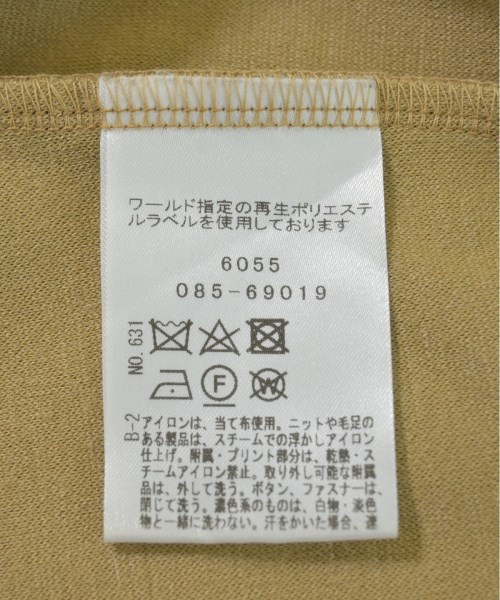 ワールド指定の再生ポリエステ
ルラベルを使用しております
6055
085-69019
NO. 631
F
W
B-2
アイロンは、当て布使用。ニットや毛足の
ある製品は、スチームでの浮かしアイロン
仕上げ。附属・プリント部分は、乾熱・ス
チームアイロン禁止。取り外し可能な附属
品は、外して洗う。ボタン、ファスナーは、
閉じて洗う。濃色系のものは、白物・淡色
物と一緒に洗わない。汗をかいた場合、速